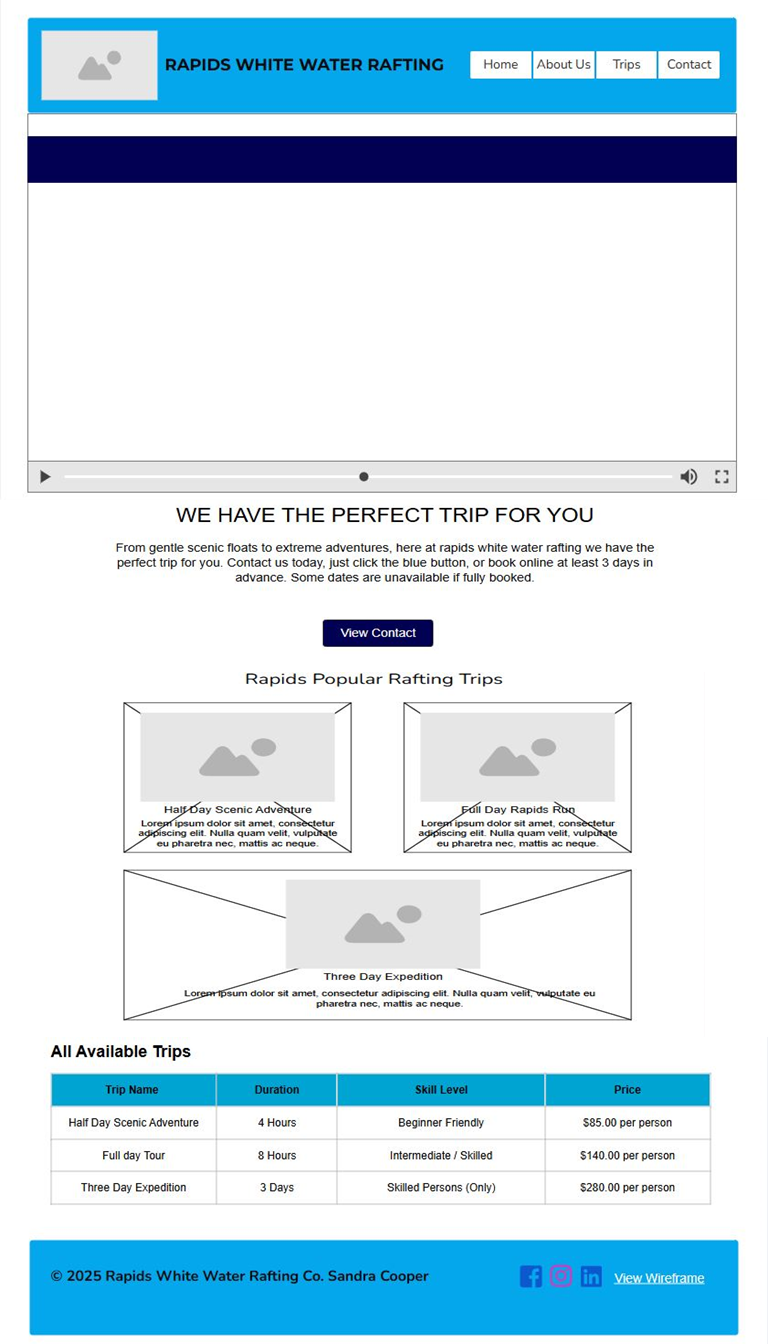 RAPIDS WHITE WATER RAFTING
Home
About Us
Trips
Contact
WE HAVE THE PERFECT TRIP FOR YOU
From gentle scenic floats to extreme adventures, here at rapids white water rafting we have the
perfect trip for you. Contact us today, just click the blue button, or book online at least 3 days in
advance. Some dates are unavailable if fully booked.
View Contact
Rapids Popular Rafting Trips
Half Day Scenic Adventure
Lorem ipsum dolor sit amet, consectetur
adipiscing elit. Nulla quam velit, vulputate
eu pharetra nec, mattis ac neque.
Full Day Rapids Run
Lorem ipsum dolor sit amet, consectetur
adipiscing elit. Nulla quam velit, vulputate
eu pharetra nec, mattis ac neque.
Three Day Expedition
Lorem ipsum dolor sit amet, consectetur adipiscing elit. Nulla quam velit, vulputate eu
pharetra nec, mattis ac neque.
All Available Trips
Trip Name Duration Skill Level Price
Half Day Scenic Adventure 4 Hours Beginner Friendly $85.00 per person
Full day Tour 8 Hours Intermediate / Skilled $140.00 per person
Three Day Expedition 3 Days Skilled Persons (Only) $280.00 per person
© 2025 Rapids White Water Rafting Co. Sandra Cooper
View Wireframe